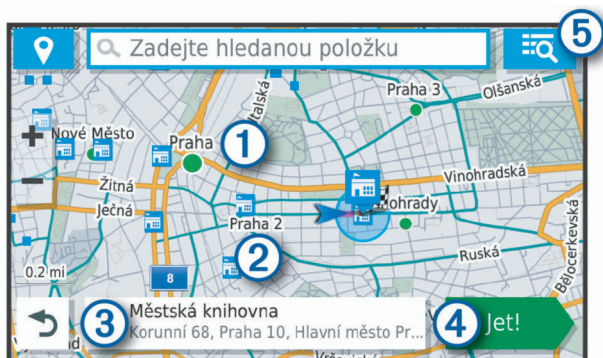 5
Zadejte hledanou položku
Praha 3
Olšanská
Italská
Nové Město
Praha
1
Vinohradská
Žitná
Ječná
Praha 2
2
Ruská
Bělocerkevská
0.2 mi
8
3
Městská knihovna
Korunní 68, Praha 10, Hlavní město Pr...
4
Jet!